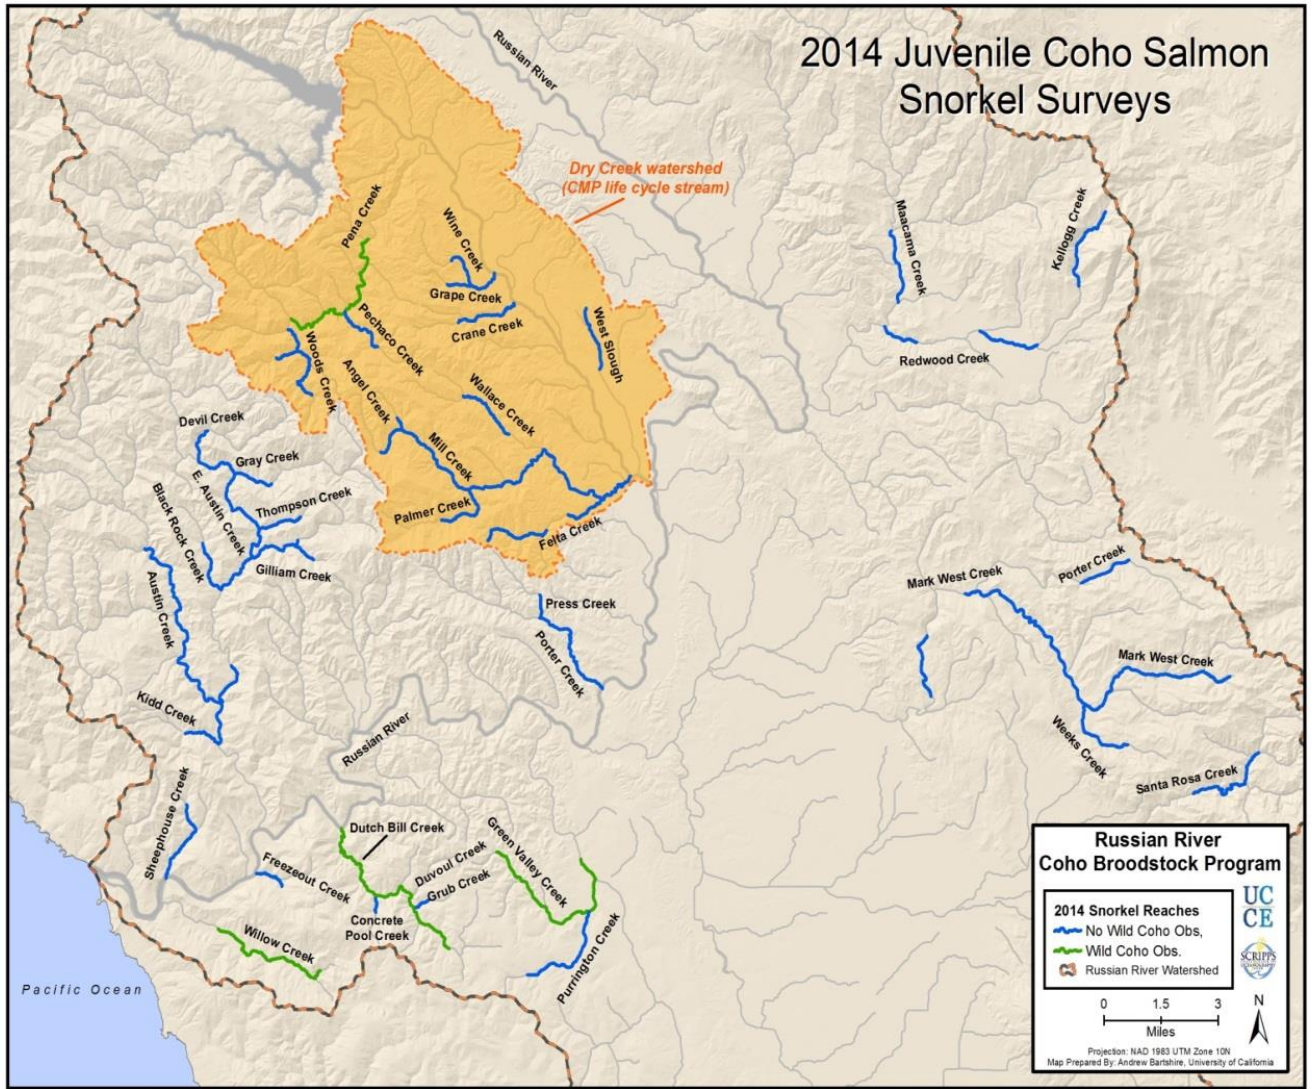 2014 Juvenile Coho Salmon
Snorkel Surveys
Russian River
Dry Creek watershed
(CMP life cycle stream)
Pena Creek
Wine Creek
Maacama Creek
Kellogg Creek
Grape Creek
Pechaco Creek
Crane Creek
West Slough
Woods Creek
Redwood Creek
Angel Creek
Wallace Creek
Devil Creek
Mill Creek
Gray Creek
E. Austin Creek
Black Rock Creek
Thompson Creek
Palmer Creek
Felta Creek
Gilliam Creek
Austin Creek
Mark West Creek
Porter Creek
Press Creek
Porter Creek
Mark West Creek
Kidd Creek
Russian River
Weeks Creek
Santa Rosa Creek
Sheephouse Creek
Dutch Bill Creek
Green Valley Creek
Duvoul Creek
Freezeout Creek
Grub Creek
Concrete
Pool Creek
Willow Creek
Purrington Creek
Pacific Ocean
Russian River
Coho Broodstock Program
2014 Snorkel Reaches
No Wild Coho Obs,
Wild Coho Obs.
Russian River Watershed
UC
CE
SCRIPPS
0 1.5 3
Miles
N
Projection: NAD 1983 UTM Zone 10N
Map Prepared By: Andrew Bartshire, University of California